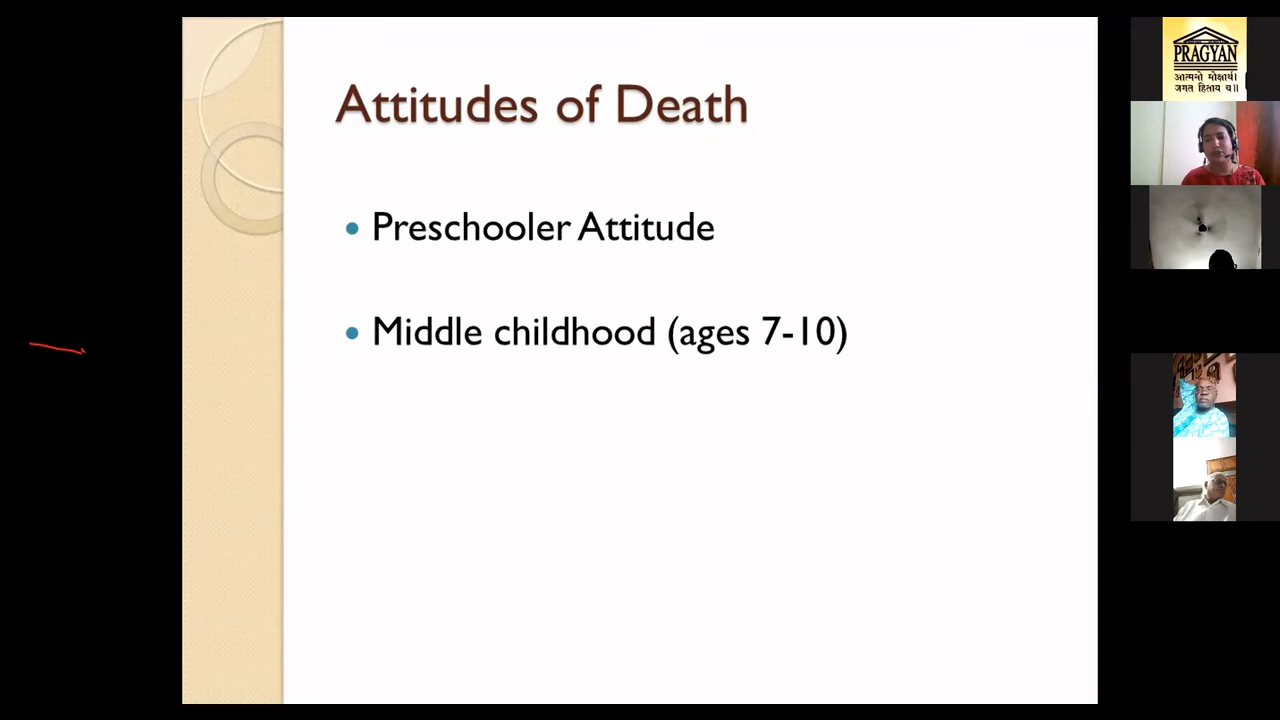 Attitudes of Death
• Preschooler Attitude
• Middle childhood (ages 7-10)
PRAGYAN
आत्मनो मोक्षार्थं
जगत हिताय च॥